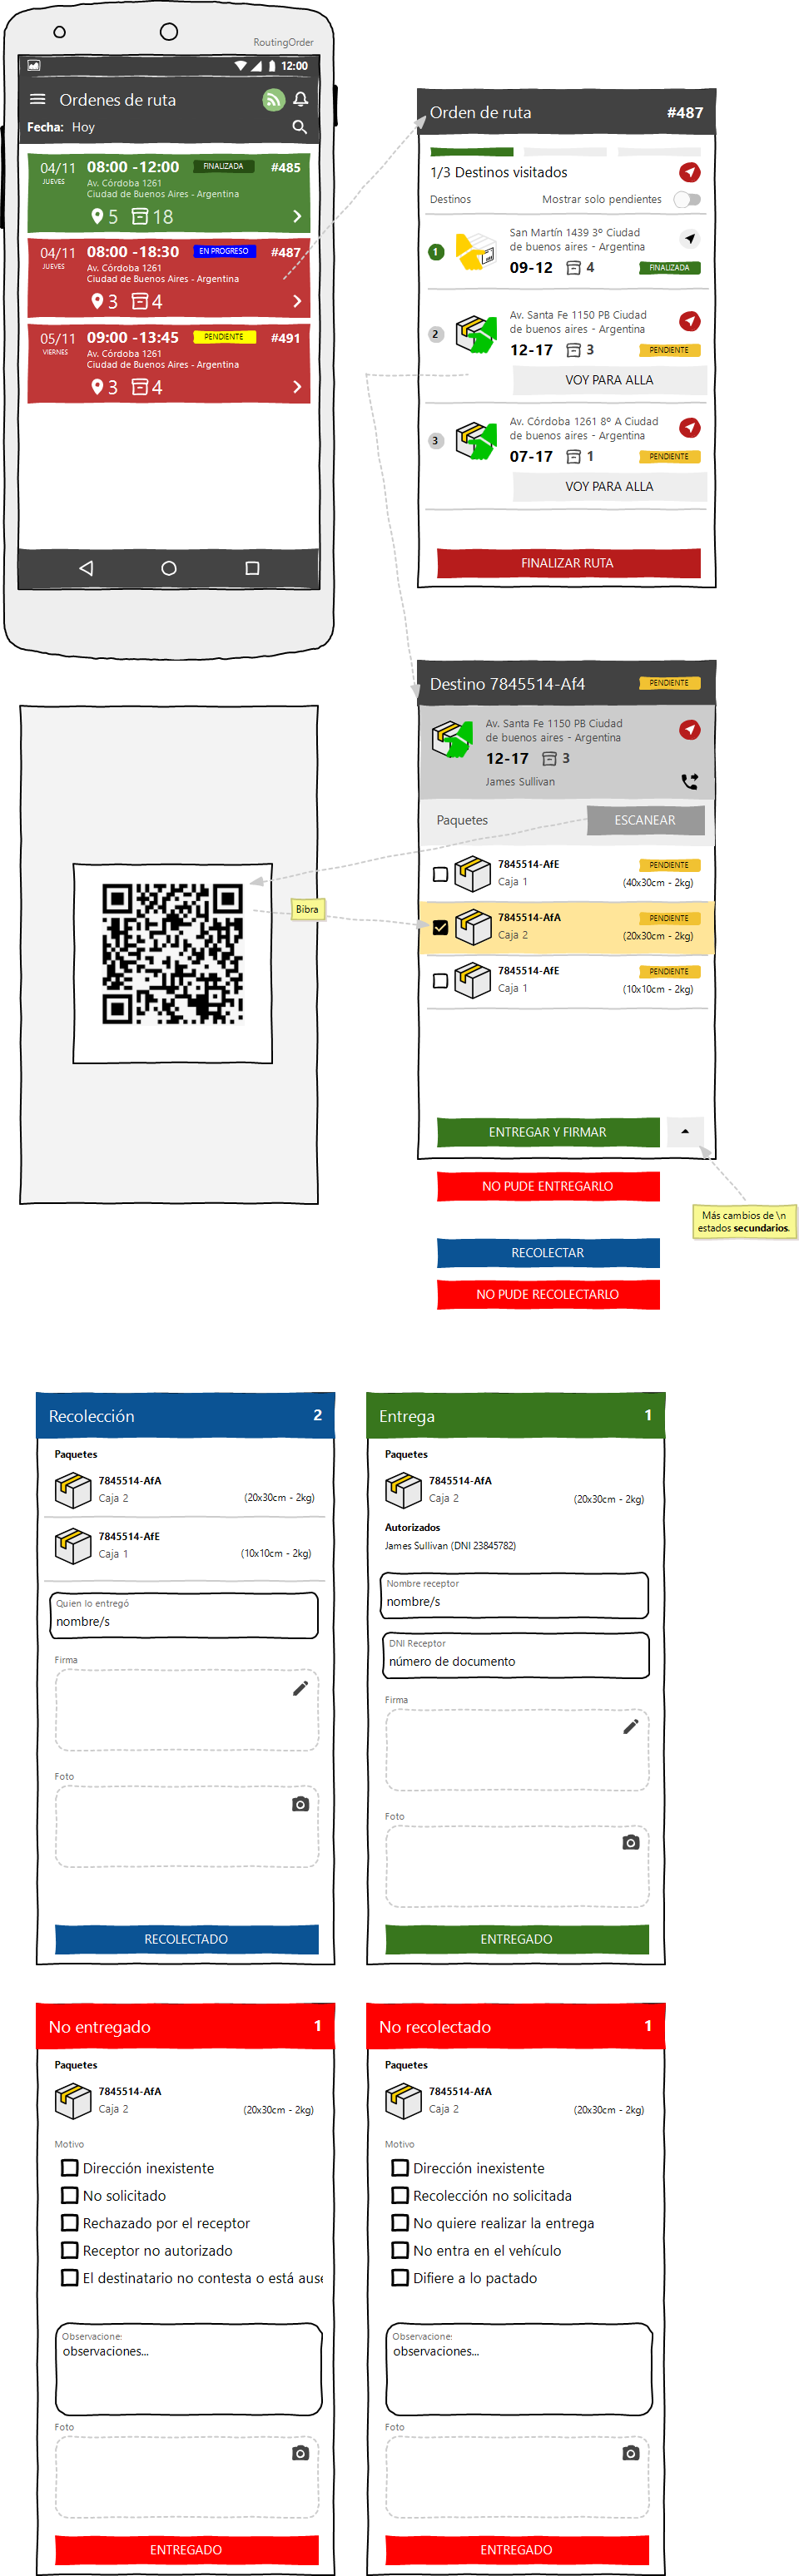 RoutingOrder
12:00
Ordenes de ruta
Fecha: Hoy
04/11
JUEVES
08:00 -12:00
FINALIZADA
#485
Av. Córdoba 1261
Ciudad de Buenos Aires - Argentina
5 18
04/11
JUEVES
08:00 -18:30
EN PROGRESO
#487
Av. Córdoba 1261
Ciudad de Buenos Aires - Argentina
3 4
05/11
VIERNES
09:00 -13:45
PENDIENTE
#491
Av. Córdoba 1261
Ciudad de Buenos Aires - Argentina
3 4
Orden de ruta #487
1/3 Destinos visitados
Destinos Mostrar solo pendientes
1
San Martín 1439 3º Ciudad
de buenos aires - Argentina
09-12 4 FINALIZADA
2
Av. Santa Fe 1150 PB Ciudad
de buenos aires - Argentina
12-17 3 PENDIENTE
VOY PARA ALLA
3
Av. Córdoba 1261 8º A Ciudad
de buenos aires - Argentina
07-17 1 PENDIENTE
VOY PARA ALLA
FINALIZAR RUTA
Destino 7845514-Af4 PENDIENTE
Av. Santa Fe 1150 PB Ciudad
de buenos aires - Argentina
12-17 3
James Sullivan
Paquetes ESCANEAR
7845514-AfE PENDIENTE
Caja 1 (40x30cm - 2kg)
7845514-AfA PENDIENTE
Caja 2 (20x30cm - 2kg)
7845514-AfE PENDIENTE
Caja 1 (10x10cm - 2kg)
Bibra
ENTREGAR Y FIRMAR
NO PUDE ENTREGARLO
Más cambios de \n
estados secundarios.
RECOLECTAR
NO PUDE RECOLECTARLO
Recolección 2
Paquetes
7845514-AfA
Caja 2 (20x30cm - 2kg)
7845514-AfE
Caja 1 (10x10cm - 2kg)
Quien lo entregó
nombre/s
Firma
Foto
RECOLECTADO
Entrega 1
Paquetes
7845514-AfA
Caja 2 (20x30cm - 2kg)
Autorizados
James Sullivan (DNI 23845782)
Nombre receptor
nombre/s
DNI Receptor
número de documento
Firma
Foto
ENTREGADO
No entregado 1
Paquetes
7845514-AfA
Caja 2 (20x30cm - 2kg)
Motivo
Dirección inexistente
No solicitado
Rechazado por el receptor
Receptor no autorizado
El destinatario no contesta o está ause
Observacione:
observaciones...
Foto
ENTREGADO
No recolectado 1
Paquetes
7845514-AfA
Caja 2 (20x30cm - 2kg)
Motivo
Dirección inexistente
Recolección no solicitada
No quiere realizar la entrega
No entra en el vehículo
Difiere a lo pactado
Observacione:
observaciones...
Foto
ENTREGADO